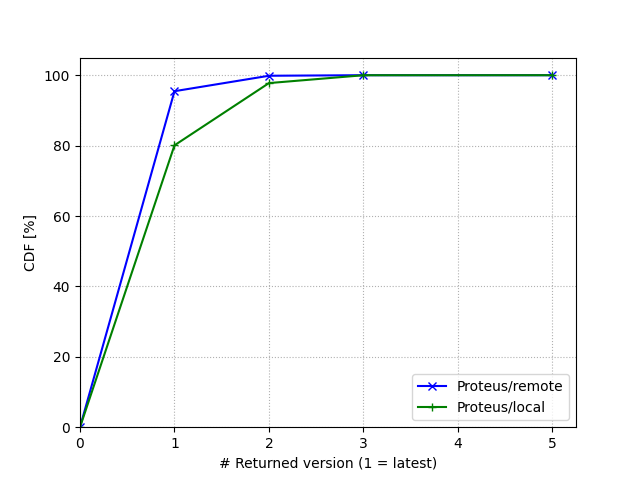 100
80
60
40
20
0
CDF [%]
0 1 2 3 4 5
# Returned version (1 = latest)
Proteus/remote
Proteus/local